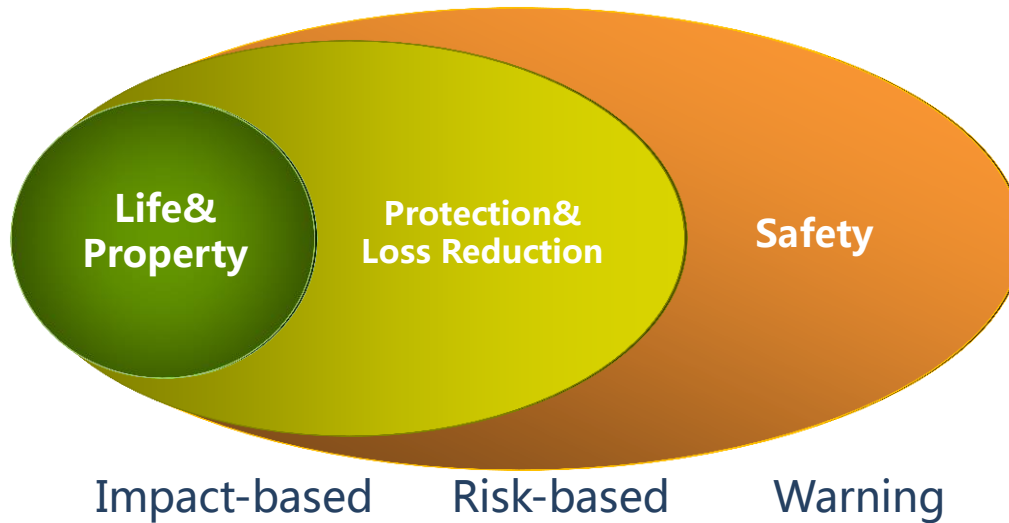 Life&
Property
Protection&
Loss Reduction
Safety
Impact-based Risk-based Warning